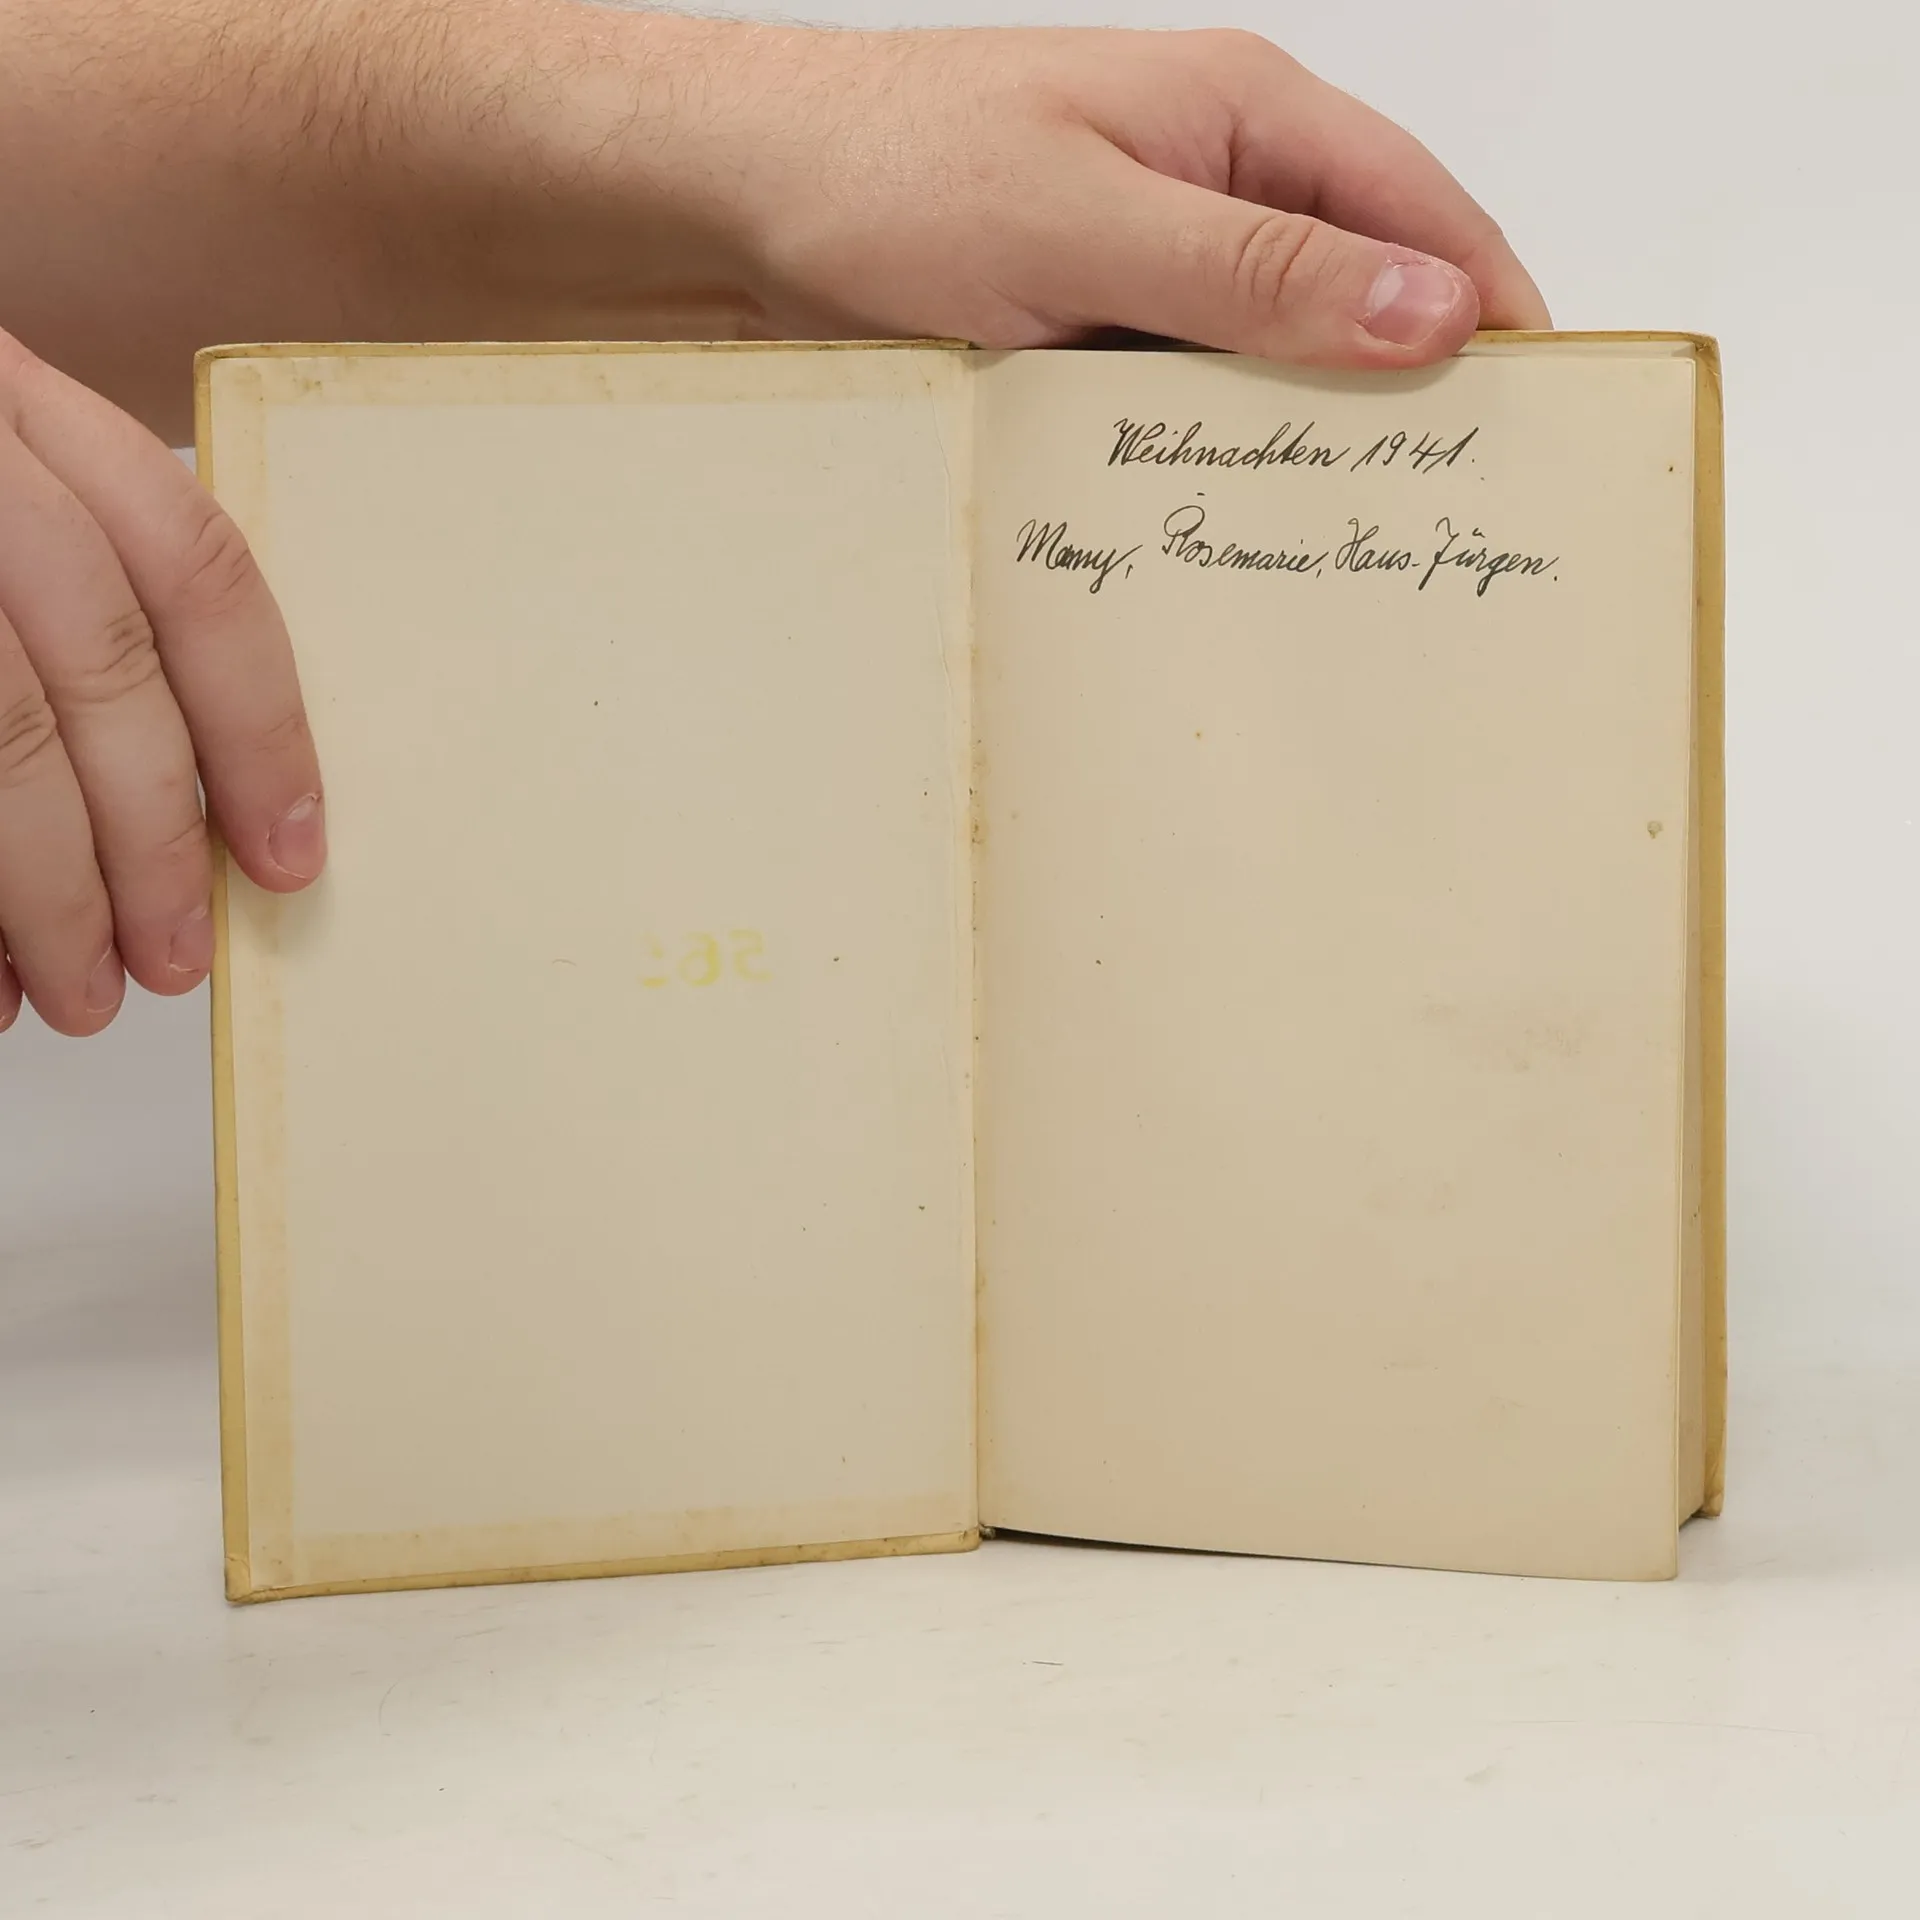 Weihnachten 1941.
Mamy, Rosemarie, Hans-Jürgen.